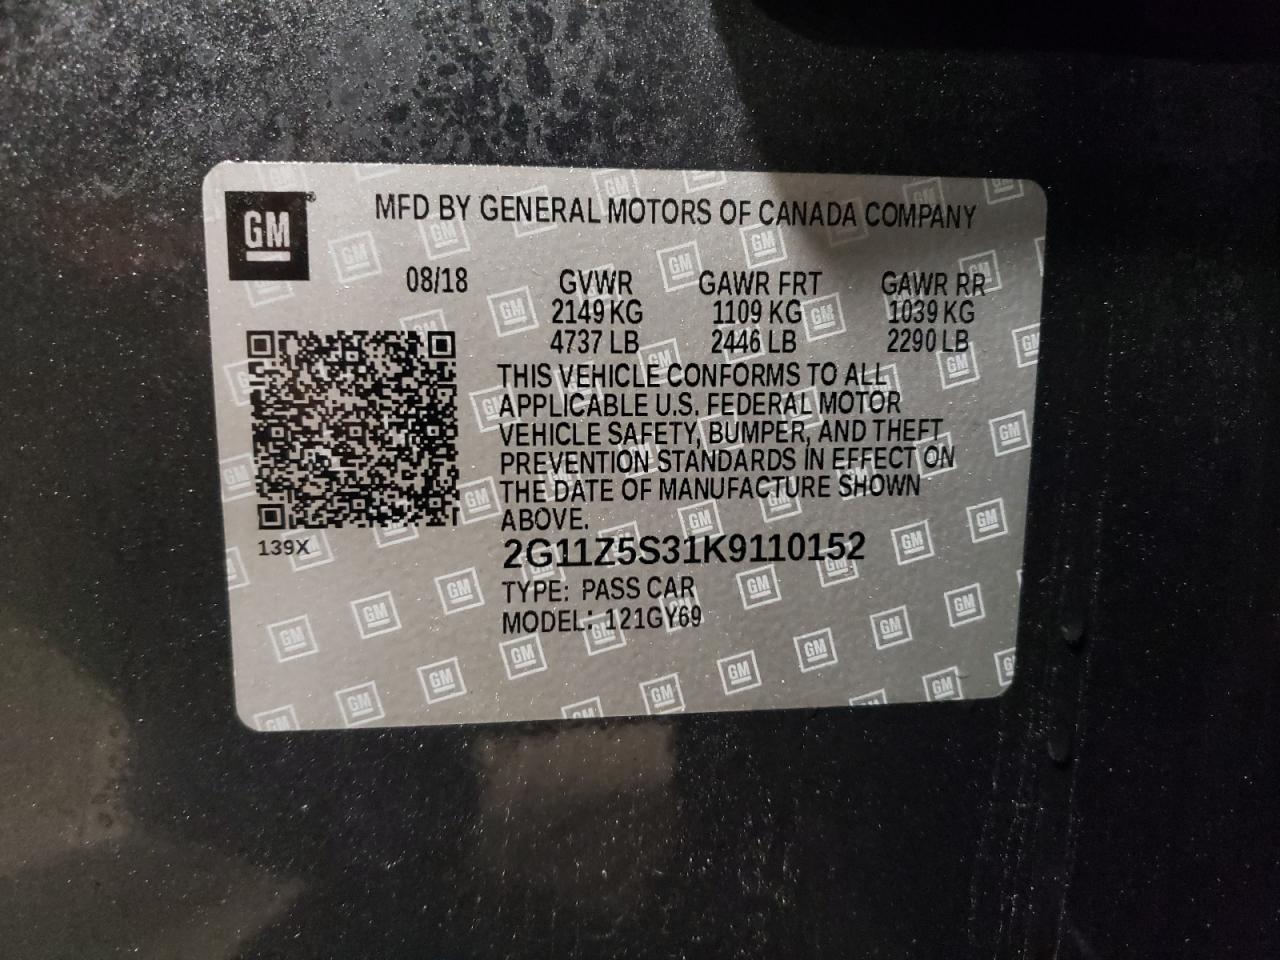 GM
MFD BY GENERAL MOTORS OF CANADA COMPANY
08/18 GVWR GAWR FRT GAWR RR
2149 KG 1109 KG 1039 KG
4737 LB 2446 LB 2290 LB
THIS VEHICLE CONFORMS TO ALL
APPLICABLE U.S. FEDERAL MOTOR
VEHICLE SAFETY, BUMPER, AND THEFT
PREVENTION STANDARDS IN EFFECT ON
THE DATE OF MANUFACTURE SHOWN
ABOVE.
139X
2G11Z5S31K9110152
TYPE: PASS CAR
MODEL: 121GY69